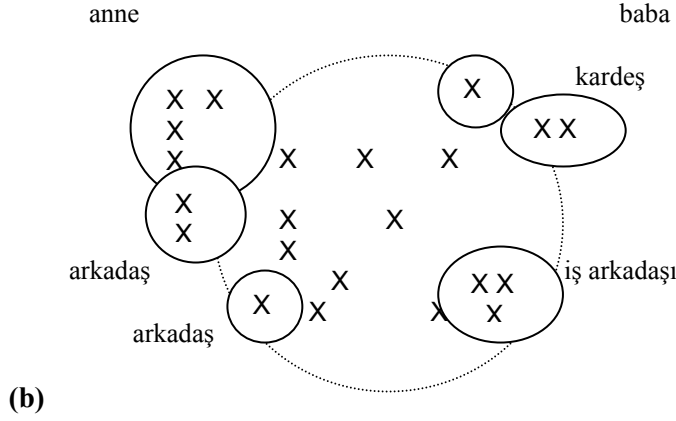 anne baba
kardeş
X X X
X X
X
X X X X
X
X X X
X
X
arkadaş iş arkadaşı
X X X
X X X X
arkadaş
(b)